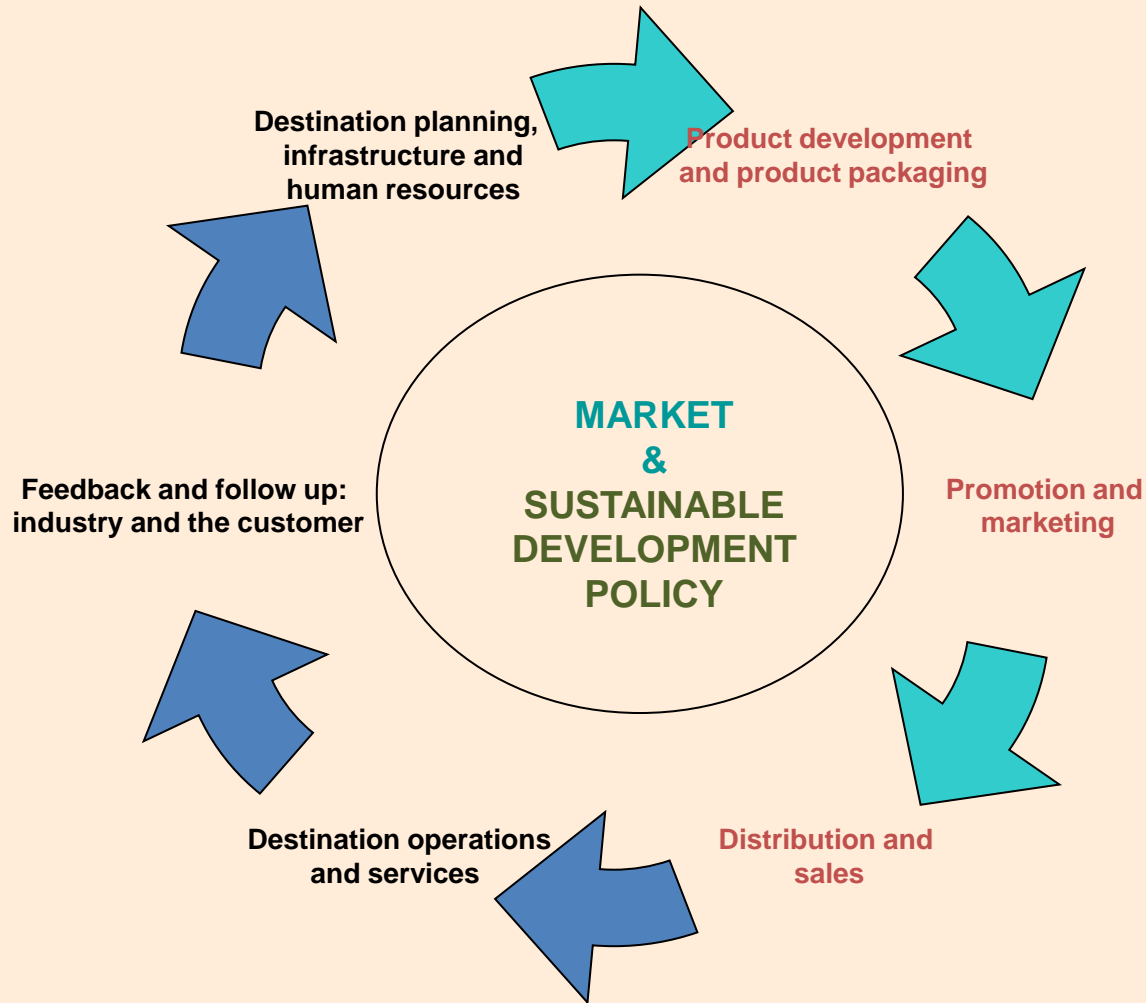 Destination planning,
infrastructure and
human resources
Product development
and product packaging
MARKET
&
SUSTAINABLE
DEVELOPMENT
POLICY
Feedback and follow up:
industry and the customer
Promotion and
marketing
Destination operations
and services
Distribution and
sales